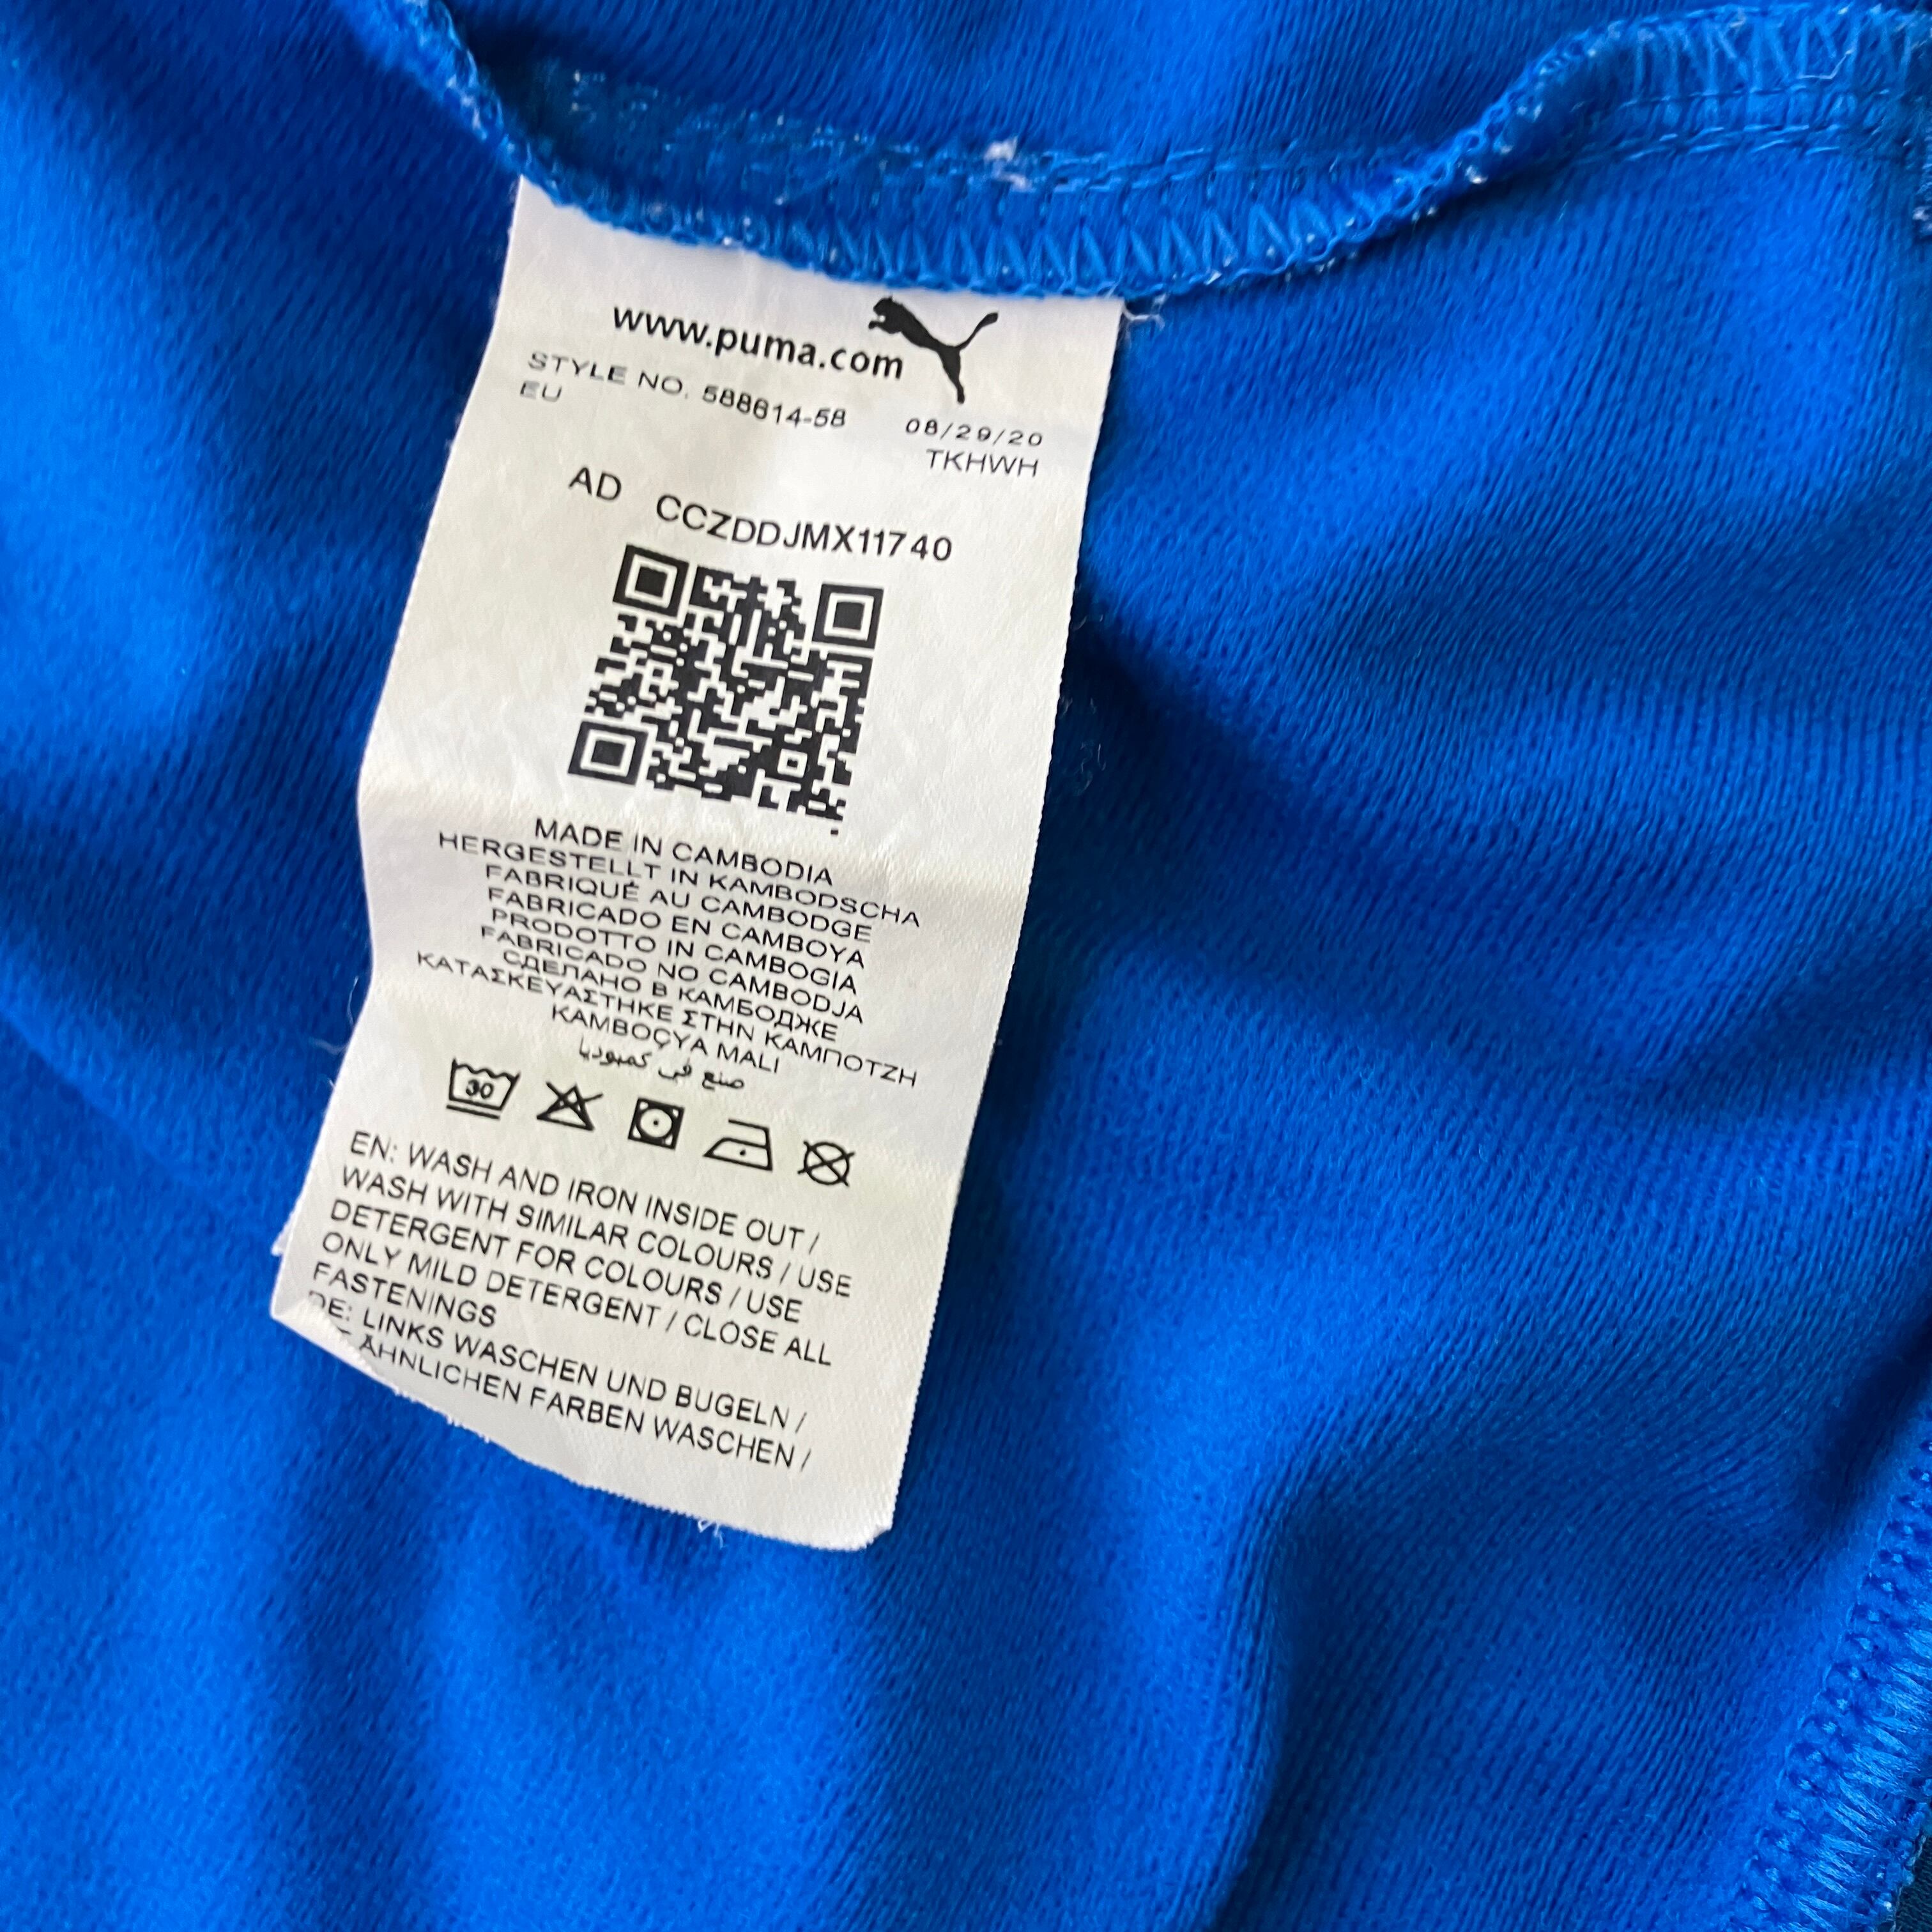 www.puma.com
STYLE NO. 588614-58 08/29/20
EU TKHWH
AD CCZDDJMX11740
MADE IN CAMBODIA
HERGESTELLT IN KAMBODSCHA
FABRIQUÉ AU CAMBODGE
FABRICADO EN CAMBOYA
PRODOTTO IN CAMBOGIA
FABRICADO NO CAMBODJA
СДЕЛАНО В КАМБОДЖЕ
ΚΑΤΑΣΚΕΥΑΣΤΗΚΕ ΣΤΗΝ ΚΑΜΠΟΤΖΗ
KAMBOÇYA MALI
صنع في كمبوديا
30
EN: WASH AND IRON INSIDE OUT /
WASH WITH SIMILAR COLOURS / USE
DETERGENT FOR COLOURS / USE
ONLY MILD DETERGENT / CLOSE ALL
FASTENINGS
DE: LINKS WASCHEN UND BUGELN /
ÄHNLICHEN FARBEN WASCHEN /